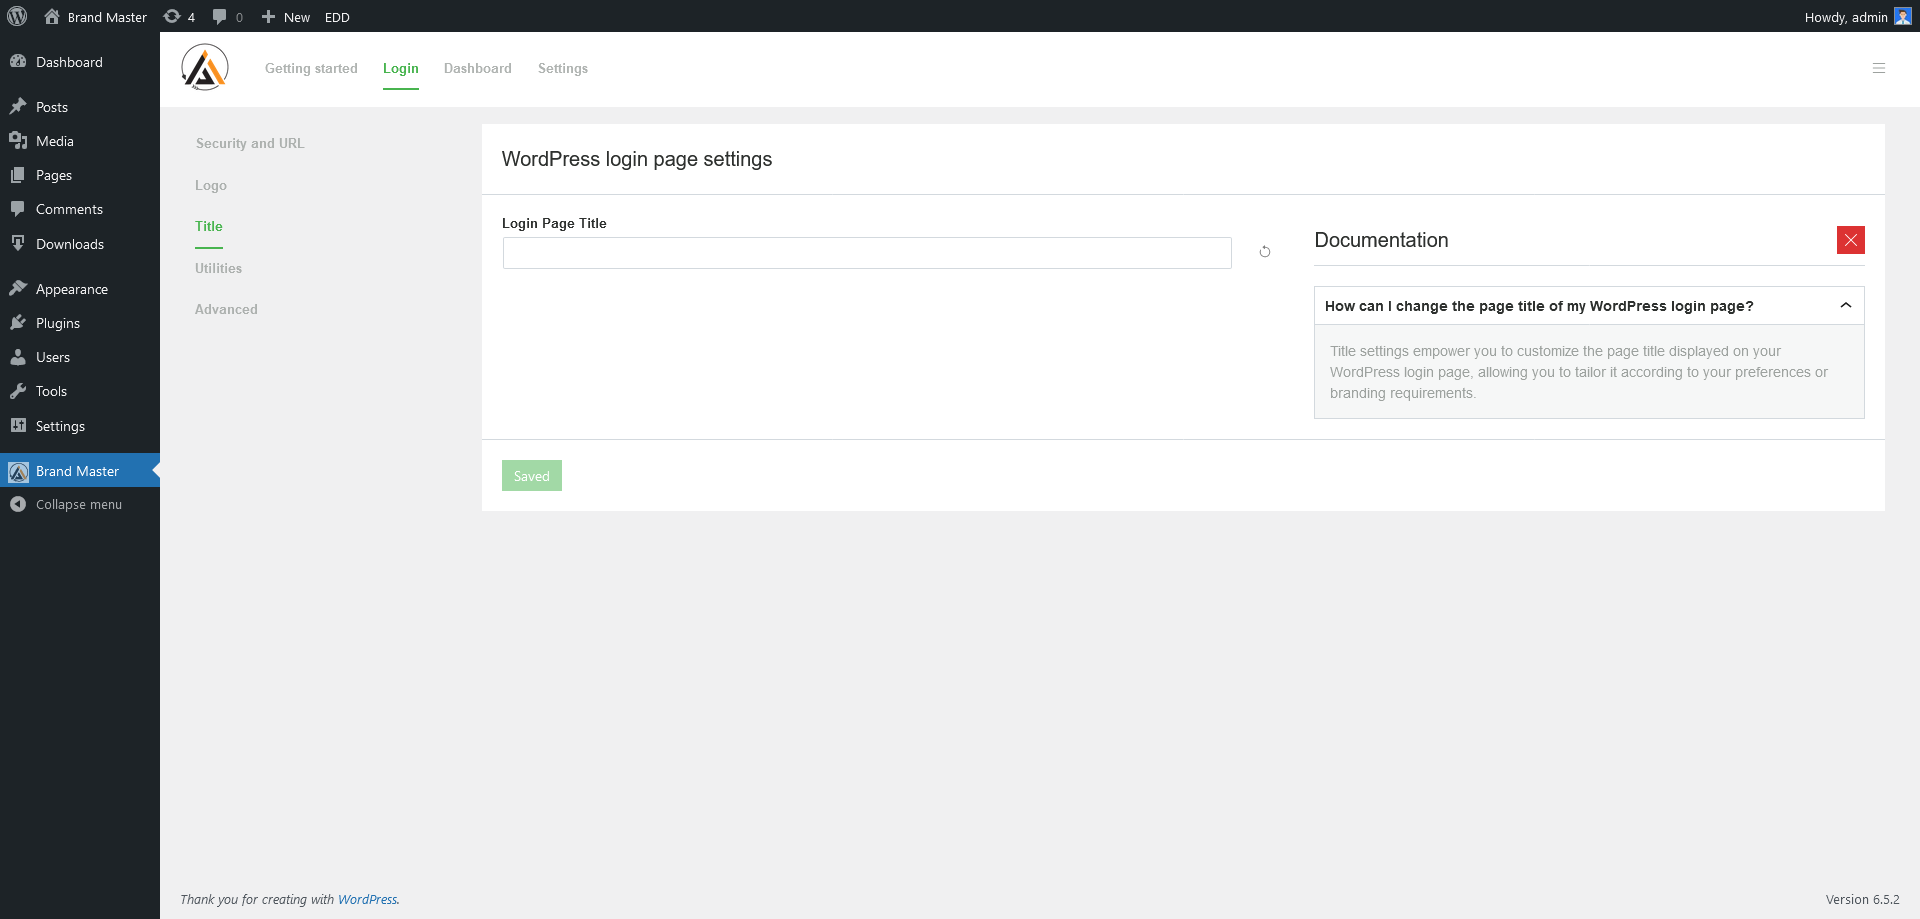 Brand Master 4 0 New EDD Howdy, admin
Dashboard
Posts
Media
Pages
Comments
Downloads
Appearance
Plugins
Users
Tools
Settings
Brand Master
Collapse menu
Getting started Login Dashboard Settings
Security and URL
Logo
Title
Utilities
Advanced
WordPress login page settings
Login Page Title
Documentation
How can I change the page title of my WordPress login page?
Title settings empower you to customize the page title displayed on your
WordPress login page, allowing you to tailor it according to your preferences or
branding requirements.
Saved
Thank you for creating with WordPress.
Version 6.5.2